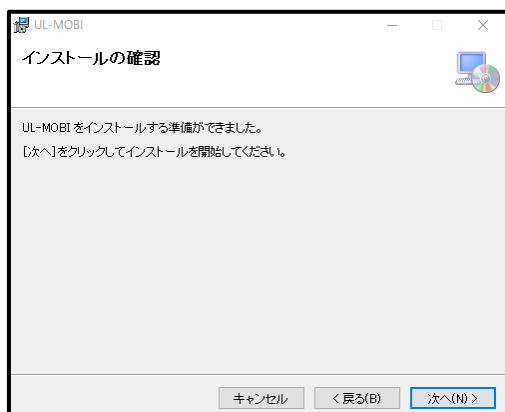 UL-MOBI
インストールの確認
UL-MOBI をインストールする準備ができました。
[次へ]をクリックしてインストールを開始してください。
キャンセル
< 戻る(B)
次へ(N) >